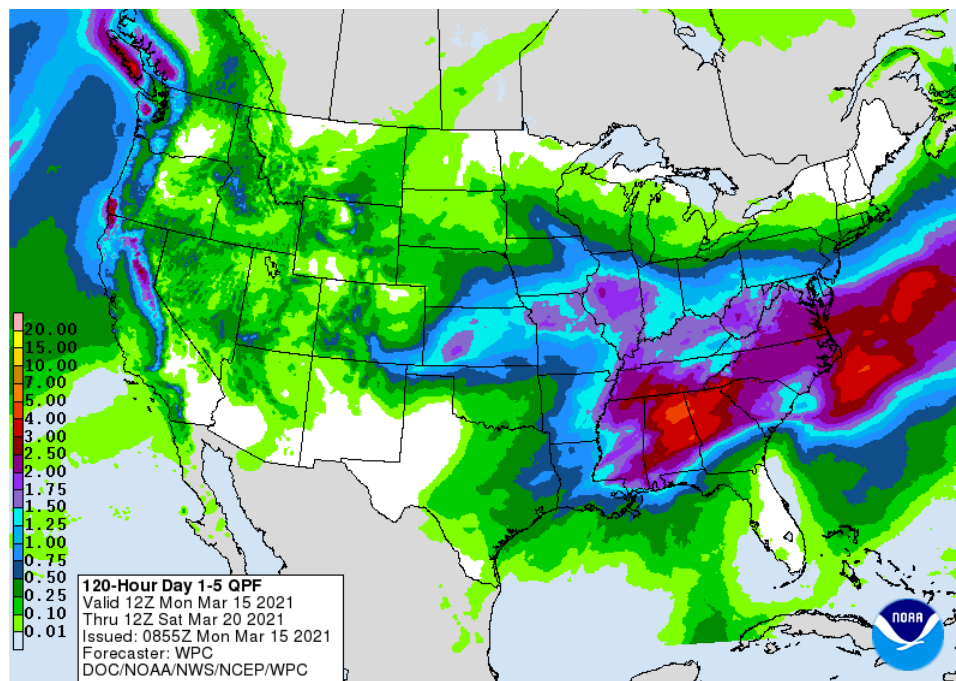 20.00
15.00
10.00
7.00
5.00
4.00
3.00
2.50
2.00
1.75
1.50
1.25
1.00
0.75
0.50
0.25
0.10
0.01
120-Hour Day 1-5 QPF
Valid 12Z Mon Mar 15 2021
Thru 12Z Sat Mar 20 2021
Issued: 0855Z Mon Mar 15 2021
Forecaster: WPC
DOC/NOAA/NWS/NCEP/WPC
NOAA